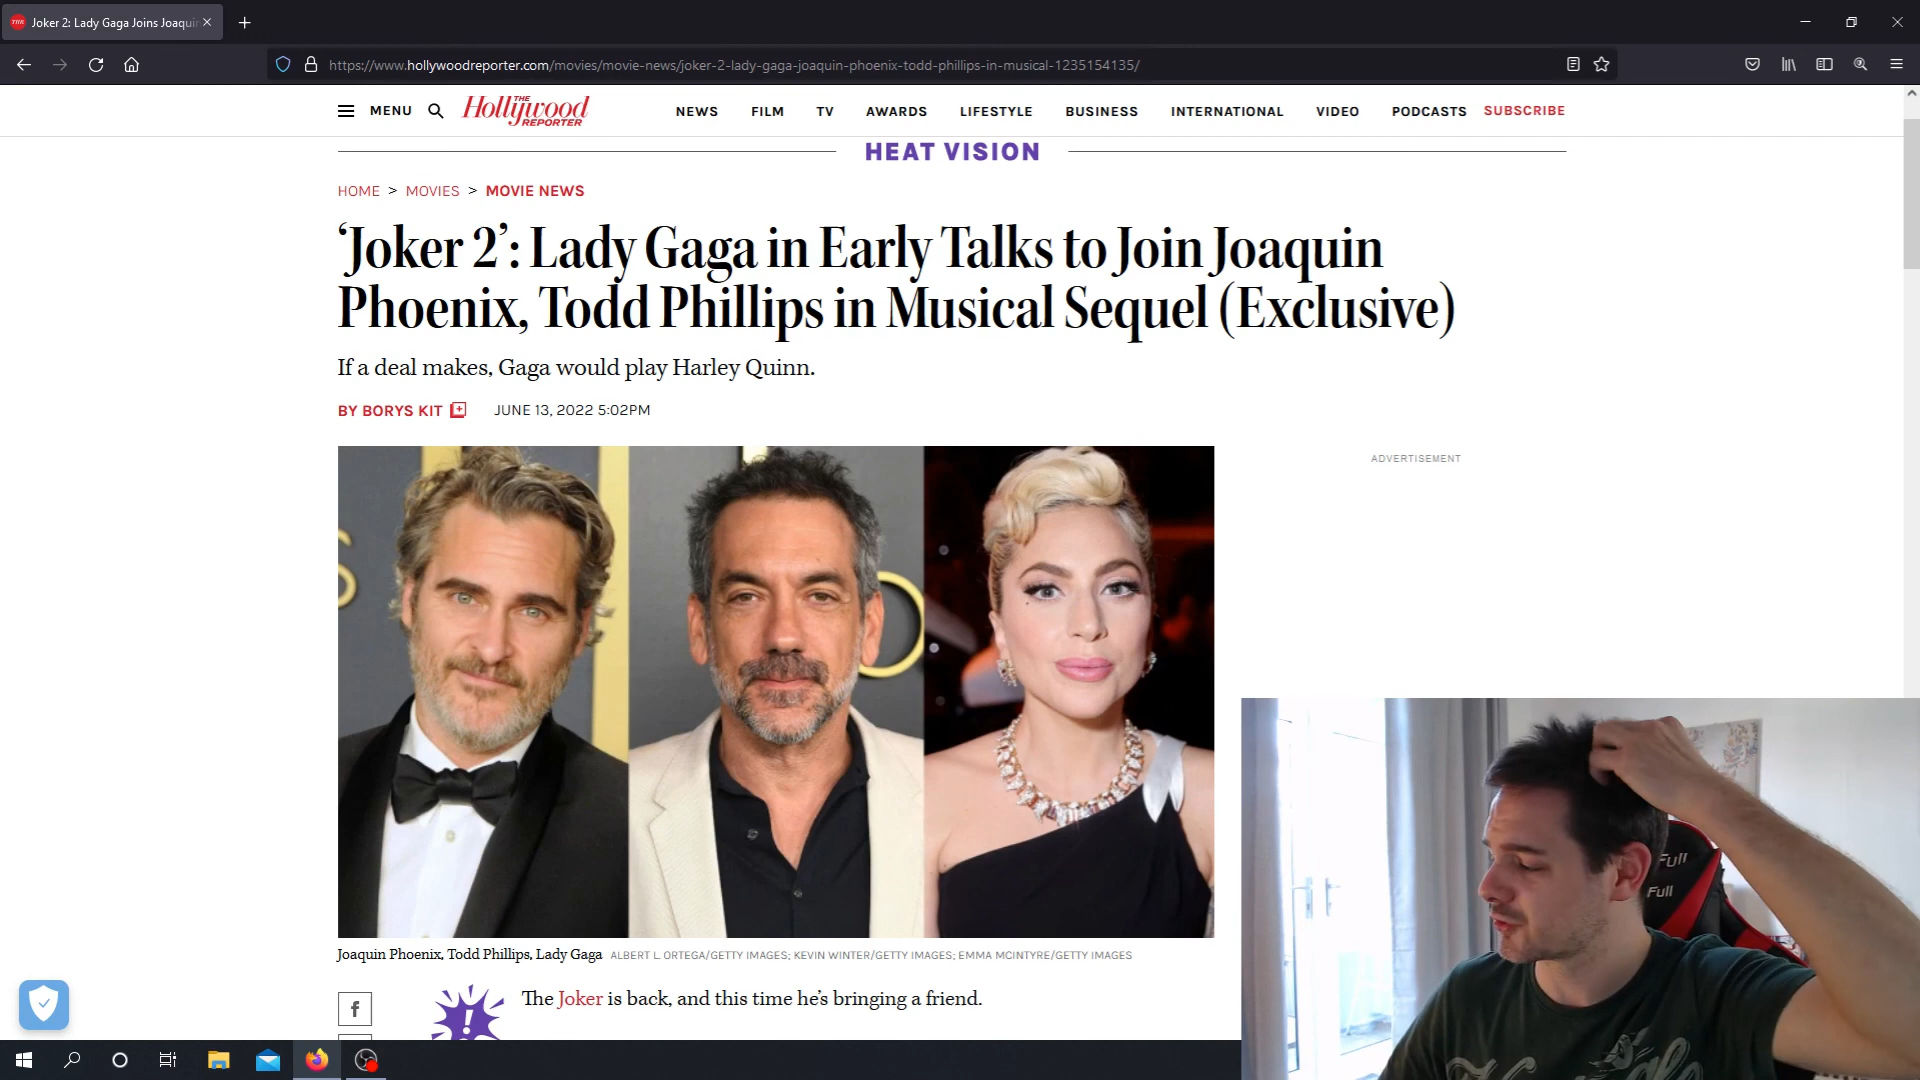 THR Joker 2: Lady Gaga Joins Joaquin
https://www.hollywoodreporter.com/movies/movie-news/joker-2-lady-gaga-joaquin-phoenix-todd-phillips-in-musical-1235154135/
MENU THE Hollywood REPORTER NEWS FILM TV AWARDS LIFESTYLE BUSINESS INTERNATIONAL VIDEO PODCASTS SUBSCRIBE
HEAT VISION
HOME > MOVIES > MOVIE NEWS
‘Joker 2’: Lady Gaga in Early Talks to Join Joaquin
Phoenix, Todd Phillips in Musical Sequel (Exclusive)
If a deal makes, Gaga would play Harley Quinn.
BY BORYS KIT JUNE 13, 2022 5:02PM
ADVERTISEMENT
Full
Full
Joaquin Phoenix, Todd Phillips, Lady Gaga ALBERT L. ORTEGA/GETTY IMAGES; KEVIN WINTER/GETTY IMAGES; EMMA MCINTYRE/GETTY IMAGES
f ! The Joker is back, and this time he’s bringing a friend.